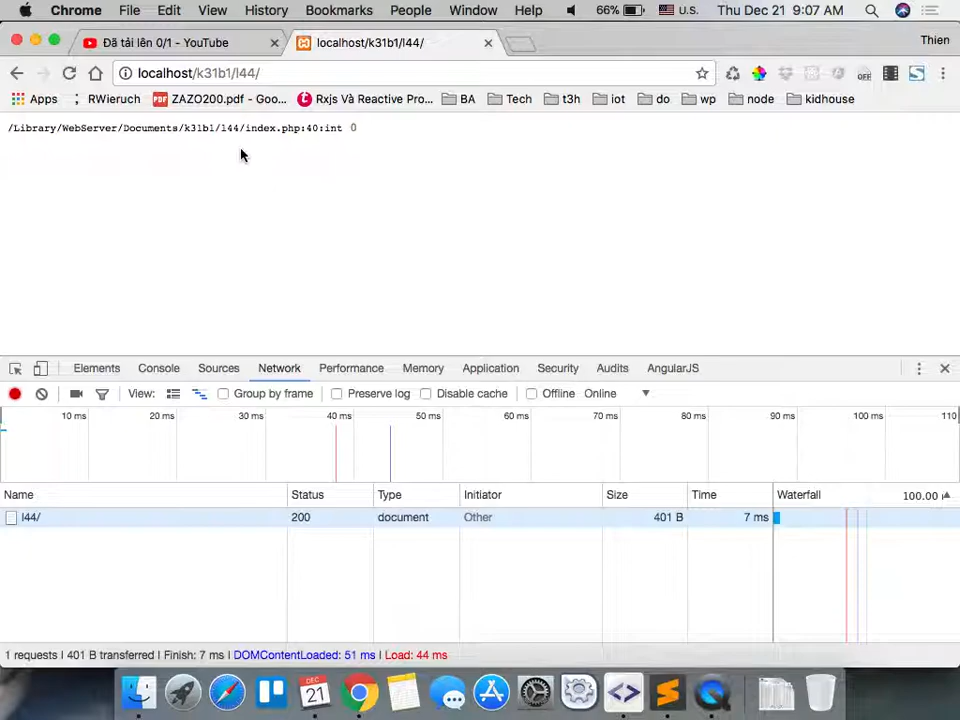 Chrome File Edit View History Bookmarks People Window Help 66% U.S. Thu Dec 21 9:07 AM
Đã tải lên 0/1 - YouTube localhost/k31b1/l44/ Thien
localhost/k31b1/l44/
Apps RWieruch ZAZO200.pdf - Goo... Rxjs Và Reactive Pro... BA Tech t3h iot do wp node kidhouse
/Library/WebServer/Documents/k31b1/l44/index.php:40:int 0
Elements Console Sources Network Performance Memory Application Security Audits AngularJS
View: Group by frame Preserve log Disable cache Offline Online
10 ms 20 ms 30 ms 40 ms 50 ms 60 ms 70 ms 80 ms 90 ms 100 ms 110
Name Status Type Initiator Size Time Waterfall 100.00
l44/ 200 document Other 401 B 7 ms
1 requests | 401 B transferred | Finish: 7 ms | DOMContentLoaded: 51 ms | Load: 44 ms
DEC
21